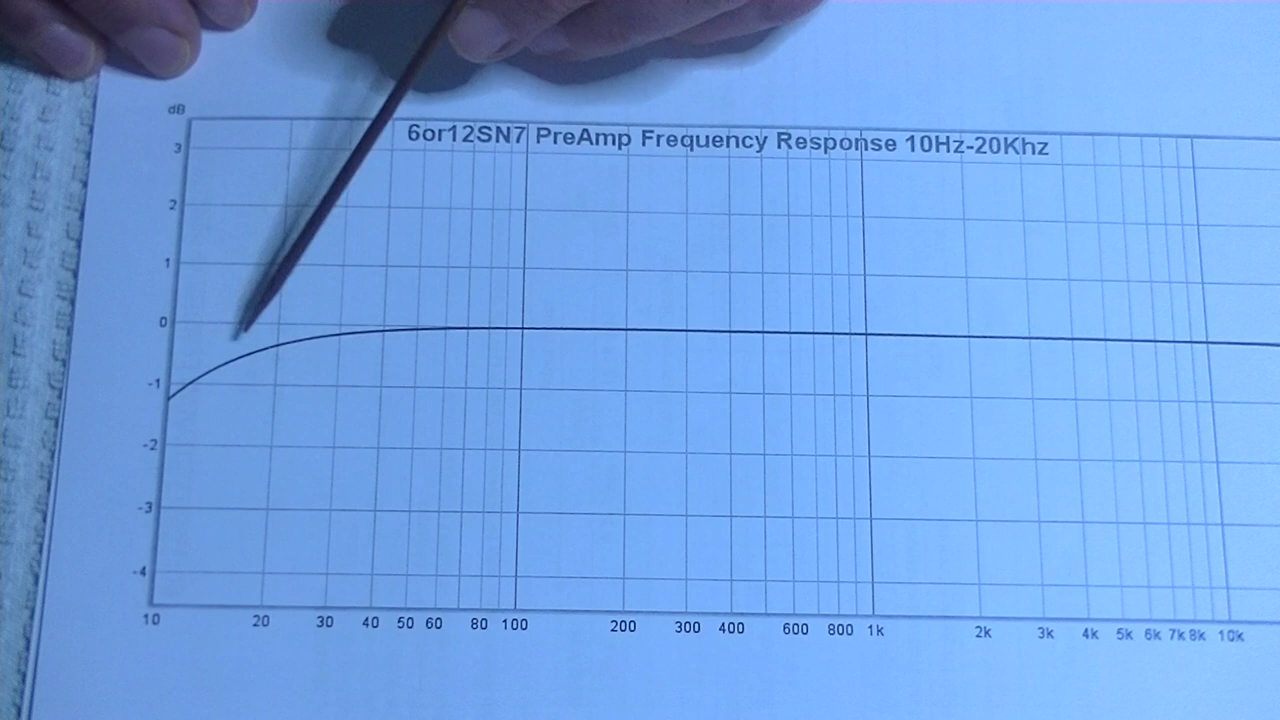 dB
6or12SN7 PreAmp Frequency Response 10Hz-20Khz
3
2
1
0
-1
-2
-3
-4
10 20 30 40 50 60 80 100 200 300 400 600 800 1k 2k 3k 4k 5k 6k 7k 8k 10k